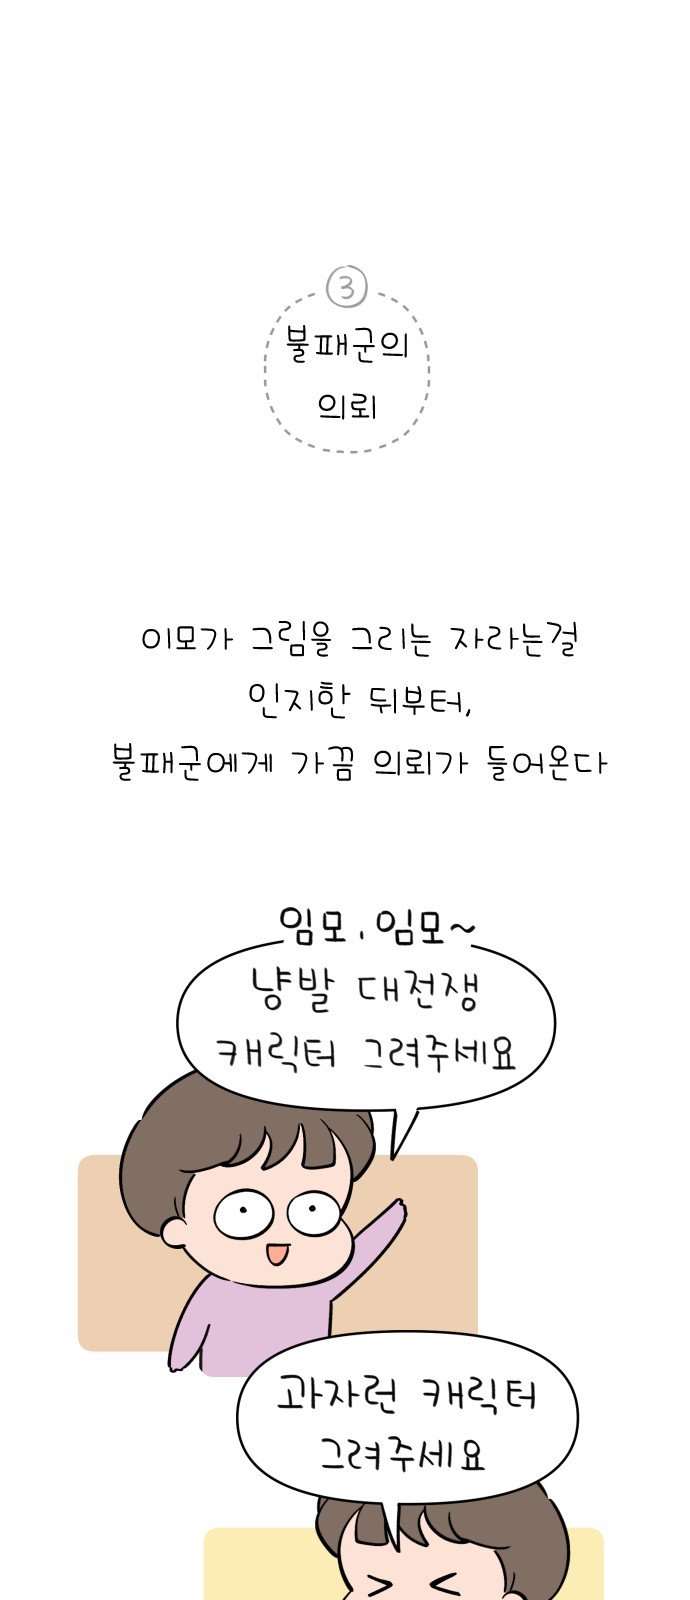 3
불패군의
의뢰
이모가 그림을 그리는 자라는걸
인지한 뒤부터,
불패군에게 가끔 의뢰가 들어온다
임모, 임모~
냥발 대전쟁
캐릭터 그려주세요
과자런 캐릭터
그려주세요